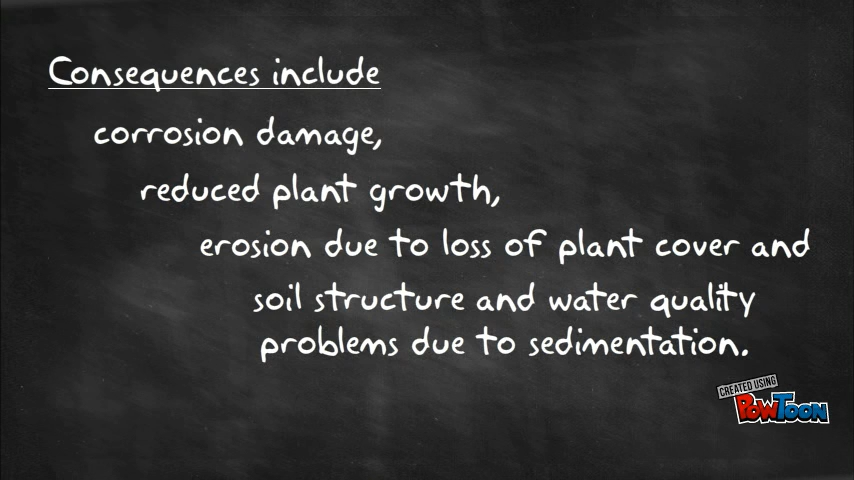 Consequences include
corrosion damage,
reduced plant growth,
erosion due to loss of plant cover and
soil structure and water quality
problems due to sedimentation.
CREATED USING
POWTOON